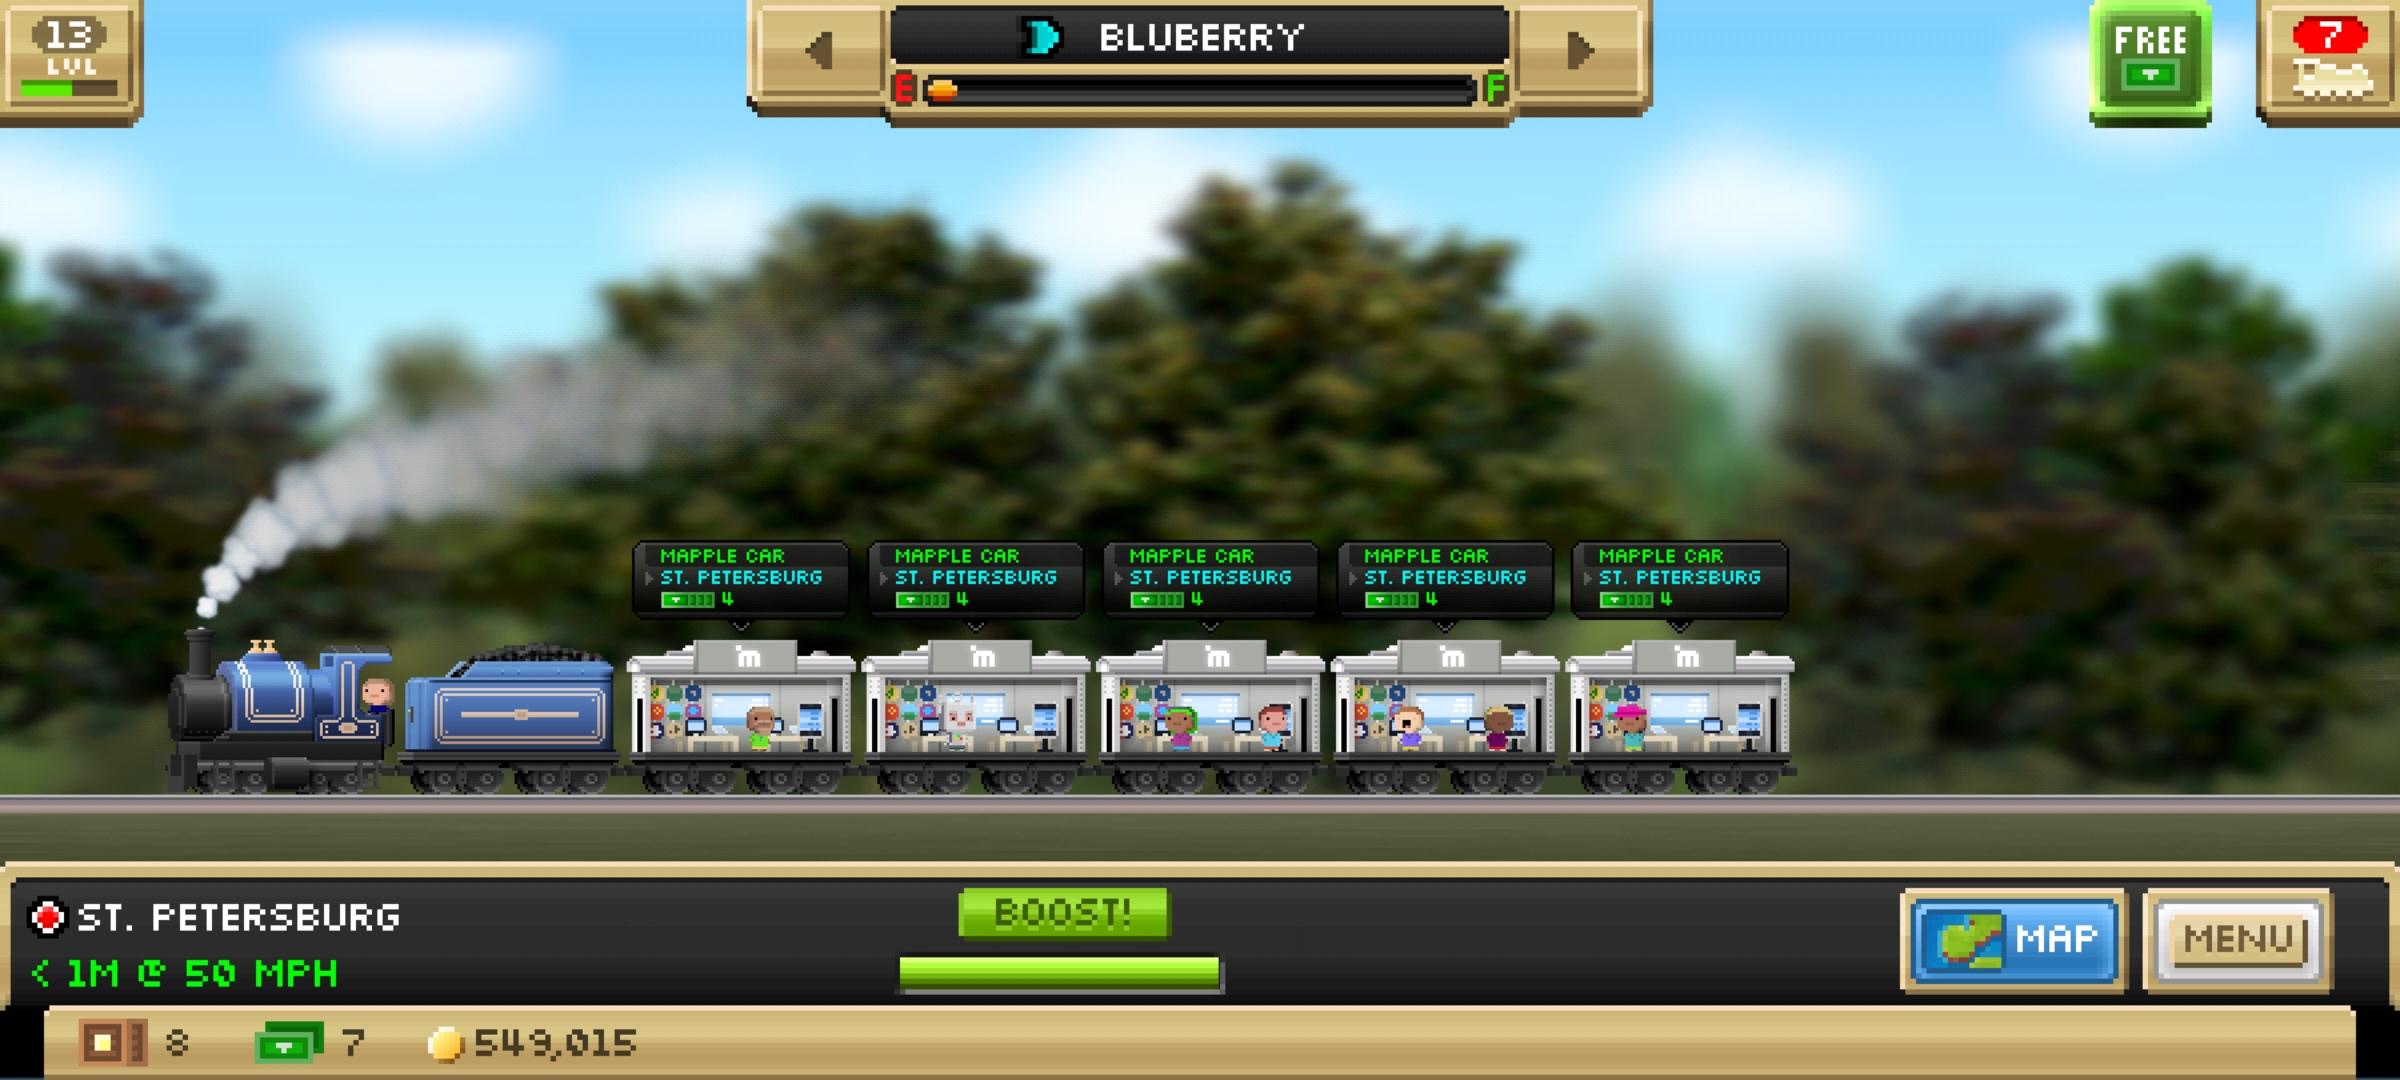 13
LVL
BLUBERRY
E
F
FREE
7
MAPPLE CAR
ST. PETERSBURG
4
MAPPLE CAR
ST. PETERSBURG
4
MAPPLE CAR
ST. PETERSBURG
4
MAPPLE CAR
ST. PETERSBURG
4
MAPPLE CAR
ST. PETERSBURG
4
m
m
m
m
m
ST. PETERSBURG
< 1M @ 50 MPH
BOOST!
MAP
MENU
8
7
549,015